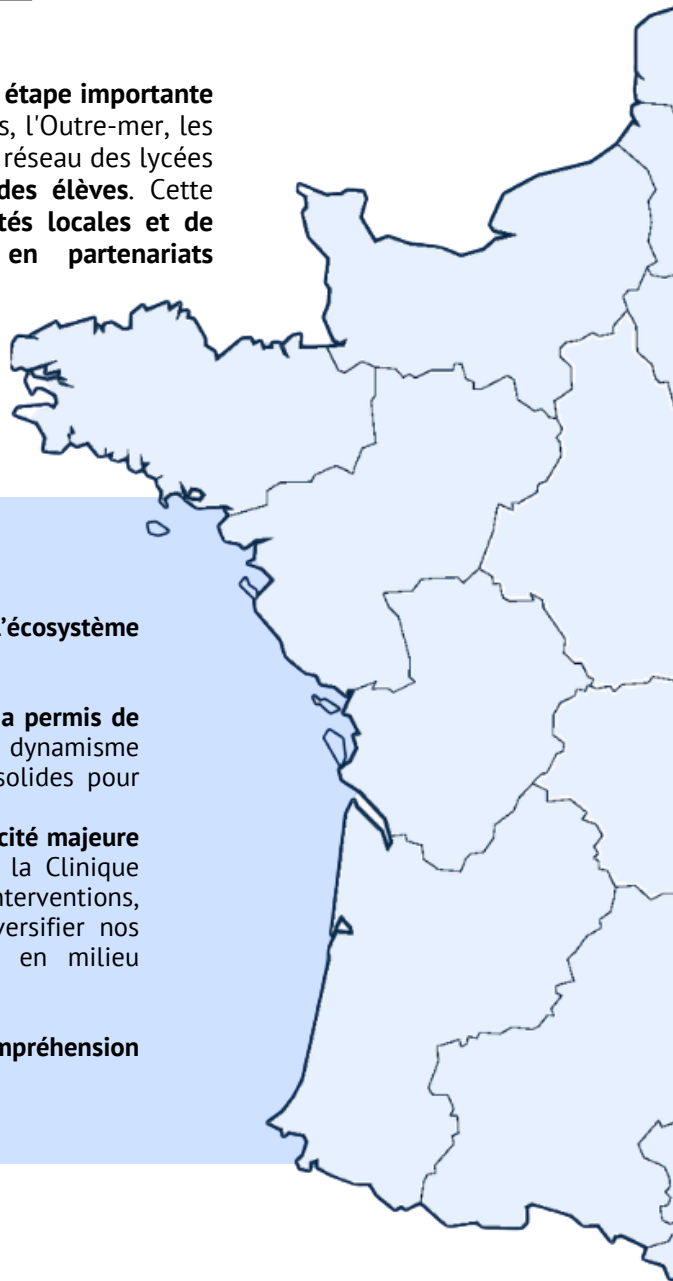 étape importante
s, l'Outre-mer, les
réseau des lycées
des élèves. Cette
tés locales et de
en partenariats
l'écosystème
a permis de
dynamisme
solides pour
cité majeure
la Clinique
nterventions,
versifier nos
en milieu
mpréhension